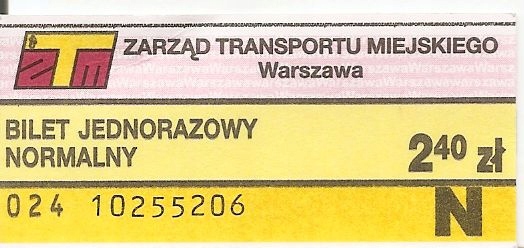 ZTM
ZARZĄD TRANSPORTU MIEJSKIEGO
Warszawa
BILET JEDNORAZOWY
NORMALNY
240 zł
024 10255206
N